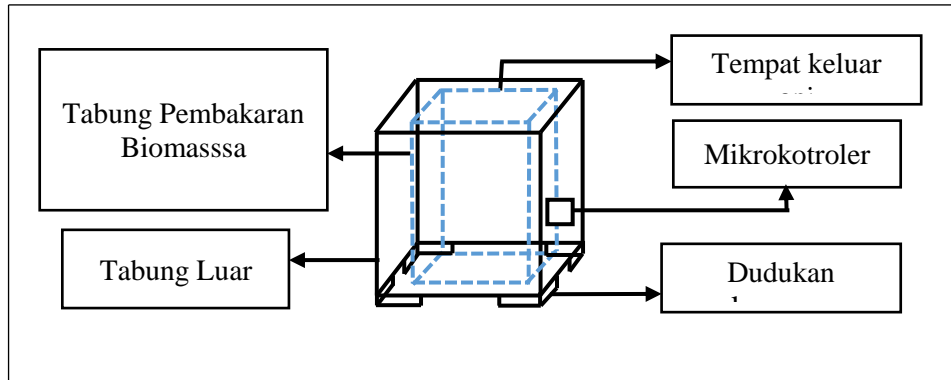 Tabung Pembakaran
Biomasssa
Tabung Luar
Tempat keluar
Mikrokotroler
Dudukan